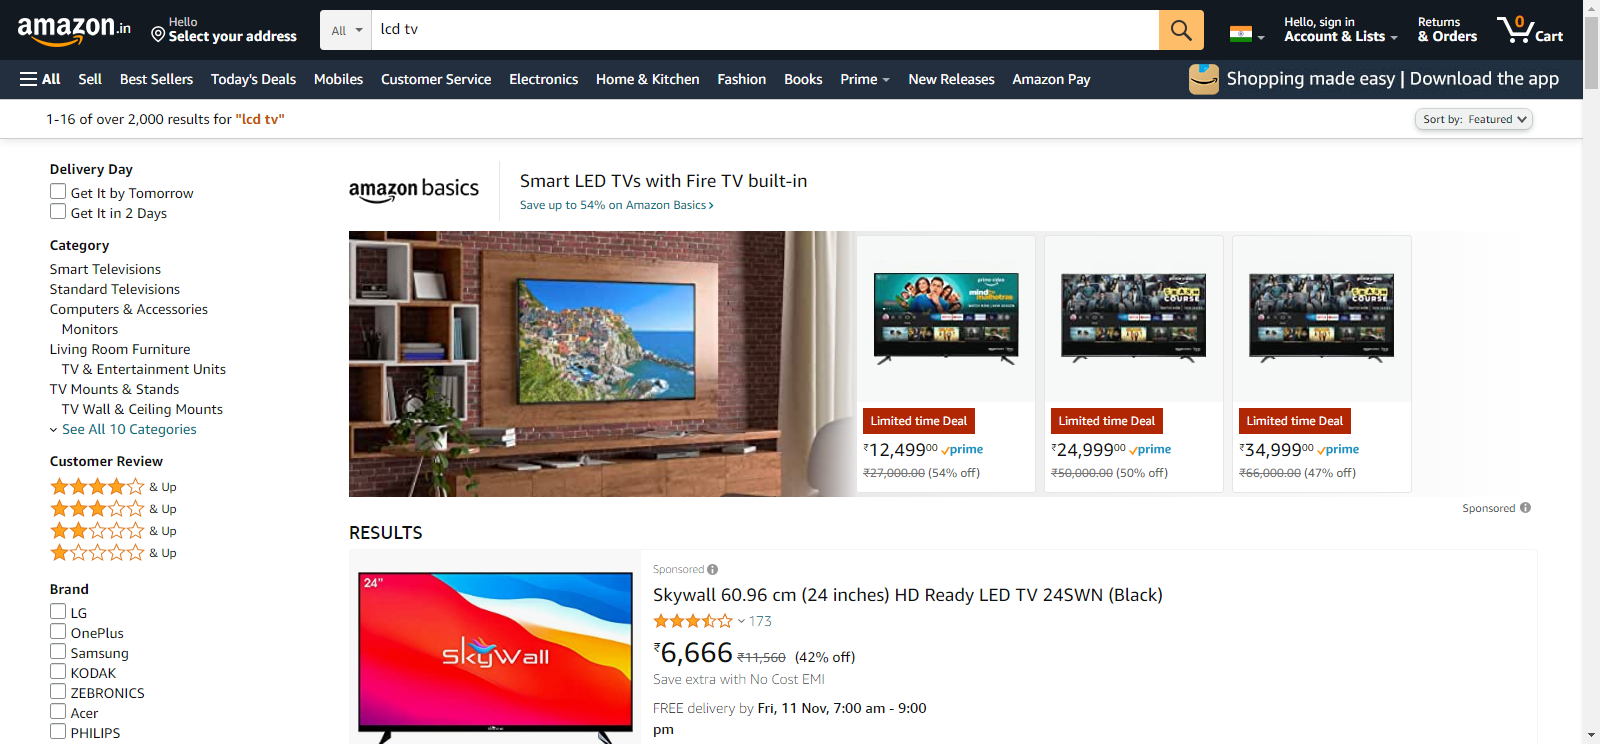 amazon.in
Hello
Select your address
All
lcd tv
Hello, sign in
Account & Lists
Returns
& Orders
0
Cart
All Sell Best Sellers Today's Deals Mobiles Customer Service Electronics Home & Kitchen Fashion Books Prime New Releases Amazon Pay
Shopping made easy | Download the app
1-16 of over 2,000 results for "lcd tv"
Sort by: Featured
Delivery Day
Get It by Tomorrow
Get It in 2 Days
Category
Smart Televisions
Standard Televisions
Computers & Accessories
Monitors
Living Room Furniture
TV & Entertainment Units
TV Mounts & Stands
TV Wall & Ceiling Mounts
See All 10 Categories
Customer Review
& Up
& Up
& Up
& Up
Brand
LG
OnePlus
Samsung
KODAK
ZEBRONICS
Acer
PHILIPS
amazon basics
Smart LED TVs with Fire TV built-in
Save up to 54% on Amazon Basics
prime video
mind the malhotras
CRASH COURSE
CRASH COURSE
Limited time Deal
₹12,499.00 prime
₹27,000.00 (54% off)
Limited time Deal
₹24,999.00 prime
₹50,000.00 (50% off)
Limited time Deal
₹34,999.00 prime
₹66,000.00 (47% off)
Sponsored
RESULTS
24"
SkyWall
Sponsored
Skywall 60.96 cm (24 inches) HD Ready LED TV 24SWN (Black)
173
₹6,666 ₹11,560 (42% off)
Save extra with No Cost EMI
FREE delivery by Fri, 11 Nov, 7:00 am - 9:00
pm